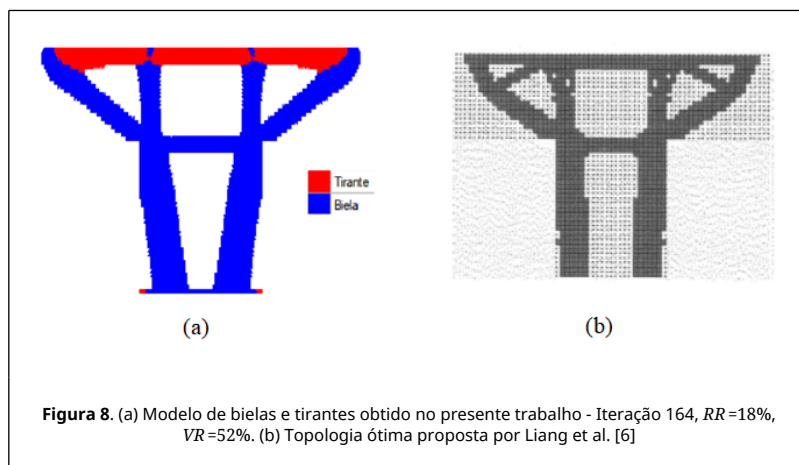 Tirante
Biela
(a)
(b)
Figura 8. (a) Modelo de bielas e tirantes obtido no presente trabalho - Iteração 164, RR=18%,
VR=52%. (b) Topologia ótima proposta por Liang et al. [6]